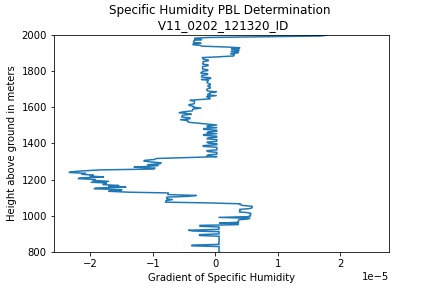 Specific Humidity PBL Determination
V11_0202_121320_ID
2000
1800
1600
1400
1200
1000
800
Height above ground in meters
−2
−1
0
1
2
1e−5
Gradient of Specific Humidity